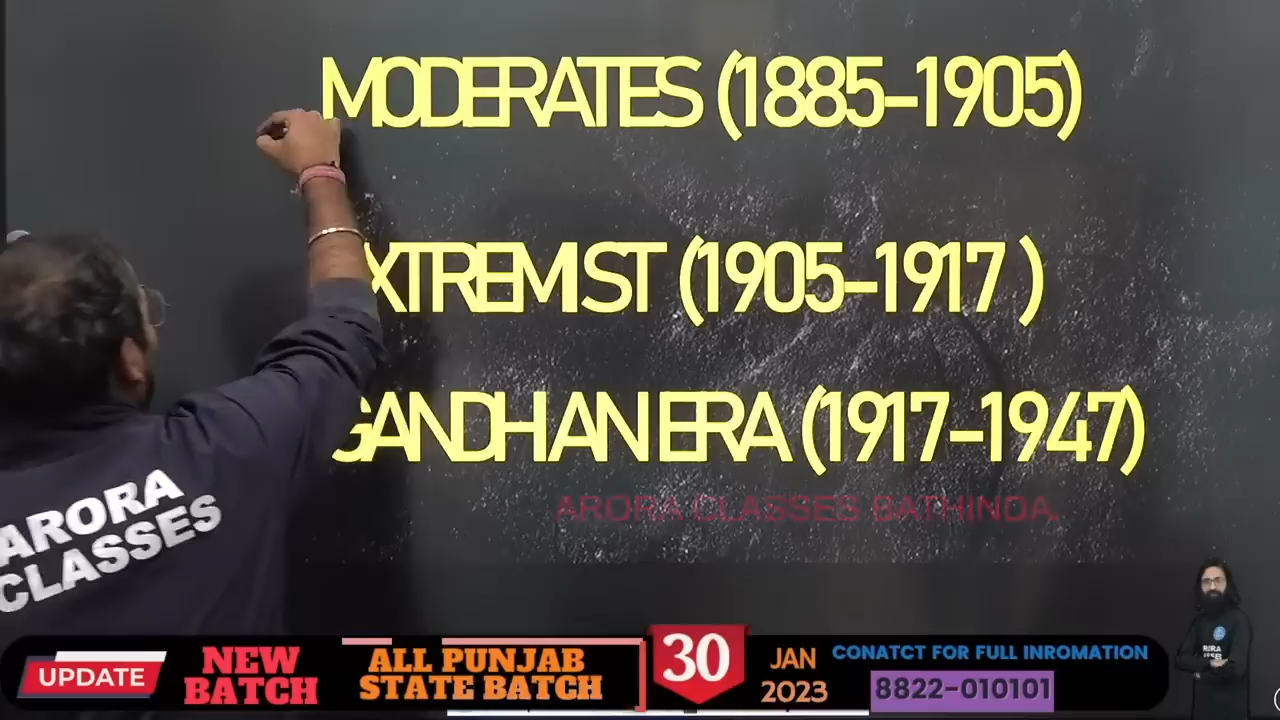 MODERATES (1885-1905)
XTREMIST (1905-1917 )
GANDHIAN ERA (1917-1947)
ARORA CLASSES BATHINDA.
ARORA
CLASSES
UPDATE
NEW
BATCH
ALL PUNJAB
STATE BATCH
30
JAN
2023
CONATCT FOR FULL INROMATION
8822-010101